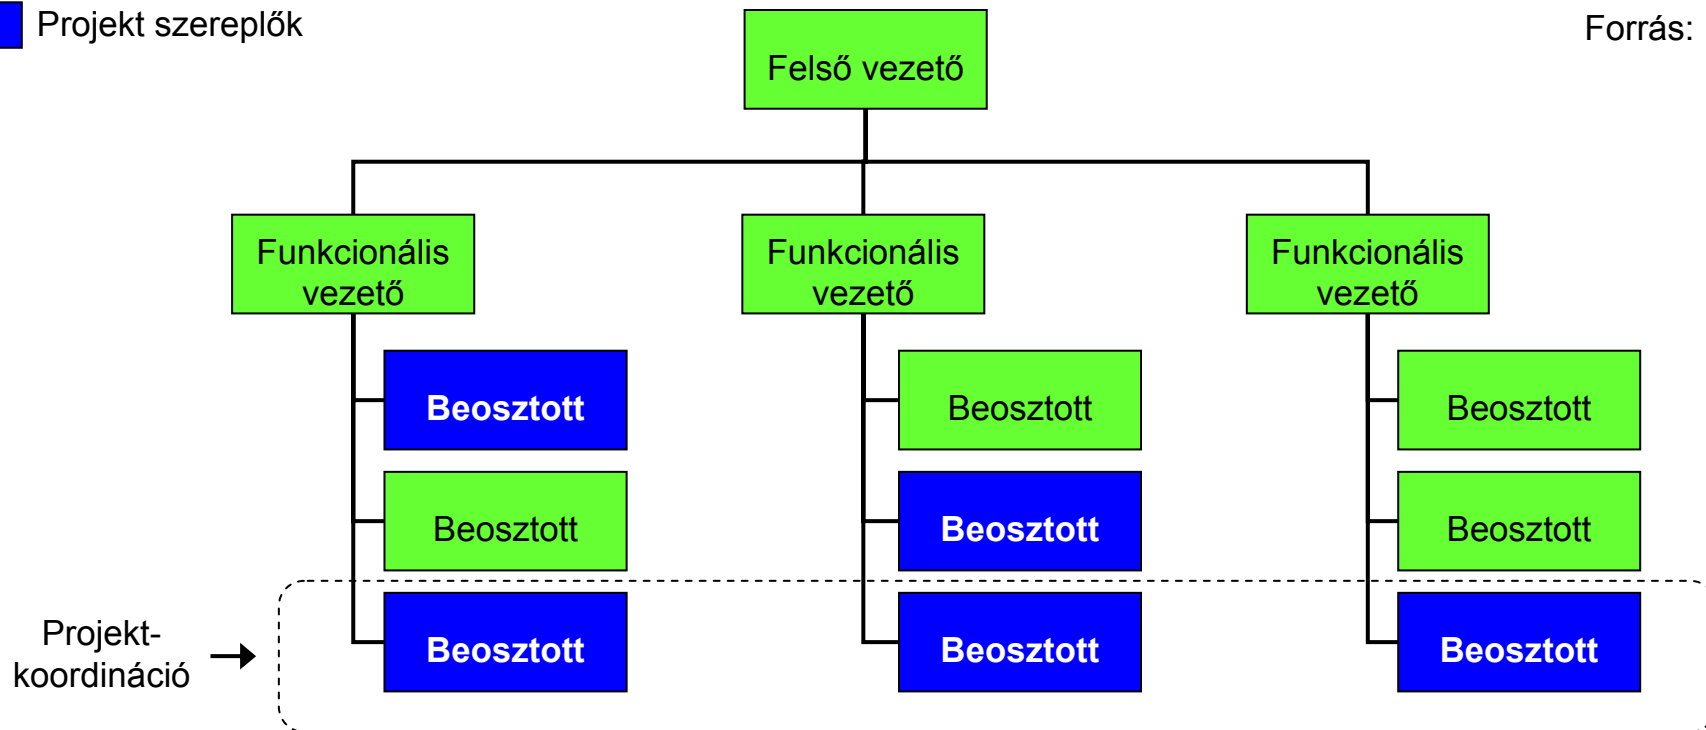 Projekt szereplők
Forrás:
Felső vezető
Funkcionális
vezető
Funkcionális
vezető
Funkcionális
vezető
Beosztott
Beosztott
Beosztott
Beosztott
Beosztott
Beosztott
Projekt-
koordináció
Beosztott
Beosztott
Beosztott